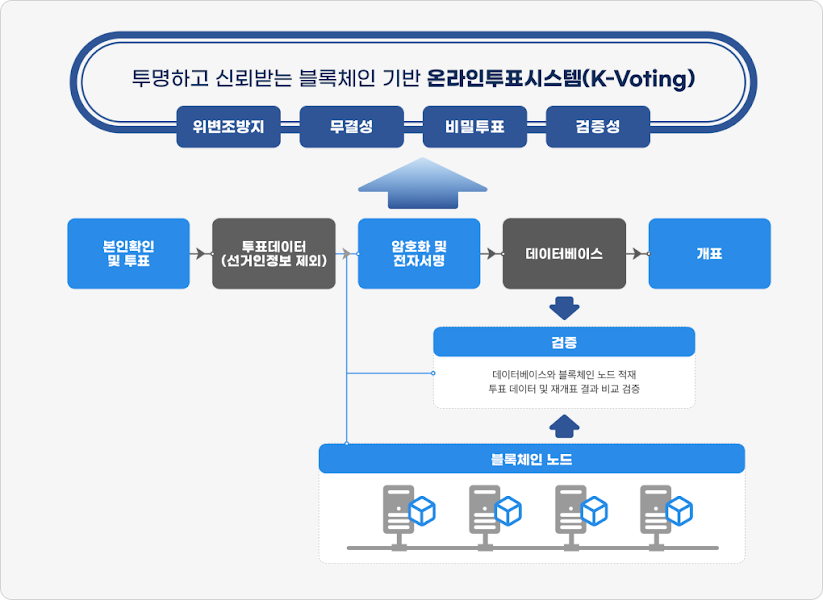 투명하고 신뢰받는 블록체인 기반 온라인투표시스템(K-Voting)
위변조방지
무결성
비밀투표
검증성
본인확인
및 투표
투표데이터
(선거인정보 제외)
암호화 및
전자서명
데이터베이스
개표
검증
데이터베이스와 블록체인 노드 적재
투표 데이터 및 재개표 결과 비교 검증
블록체인 노드